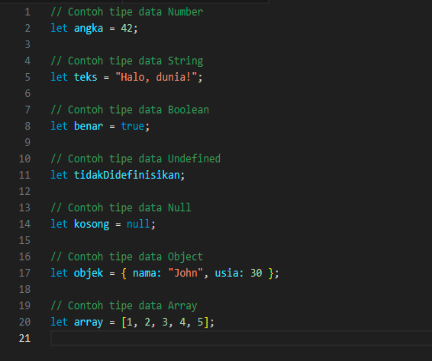 1 // Contoh tipe data Number
2 let angka = 42;
3
4 // Contoh tipe data String
5 let teks = "Halo, dunia!";
6
7 // Contoh tipe data Boolean
8 let benar = true;
9
10 // Contoh tipe data Undefined
11 let tidakDidefinisikan;
12
13 // Contoh tipe data Null
14 let kosong = null;
15
16 // Contoh tipe data Object
17 let objek = { nama: "John", usia: 30 };
18
19 // Contoh tipe data Array
20 let array = [1, 2, 3, 4, 5];
21